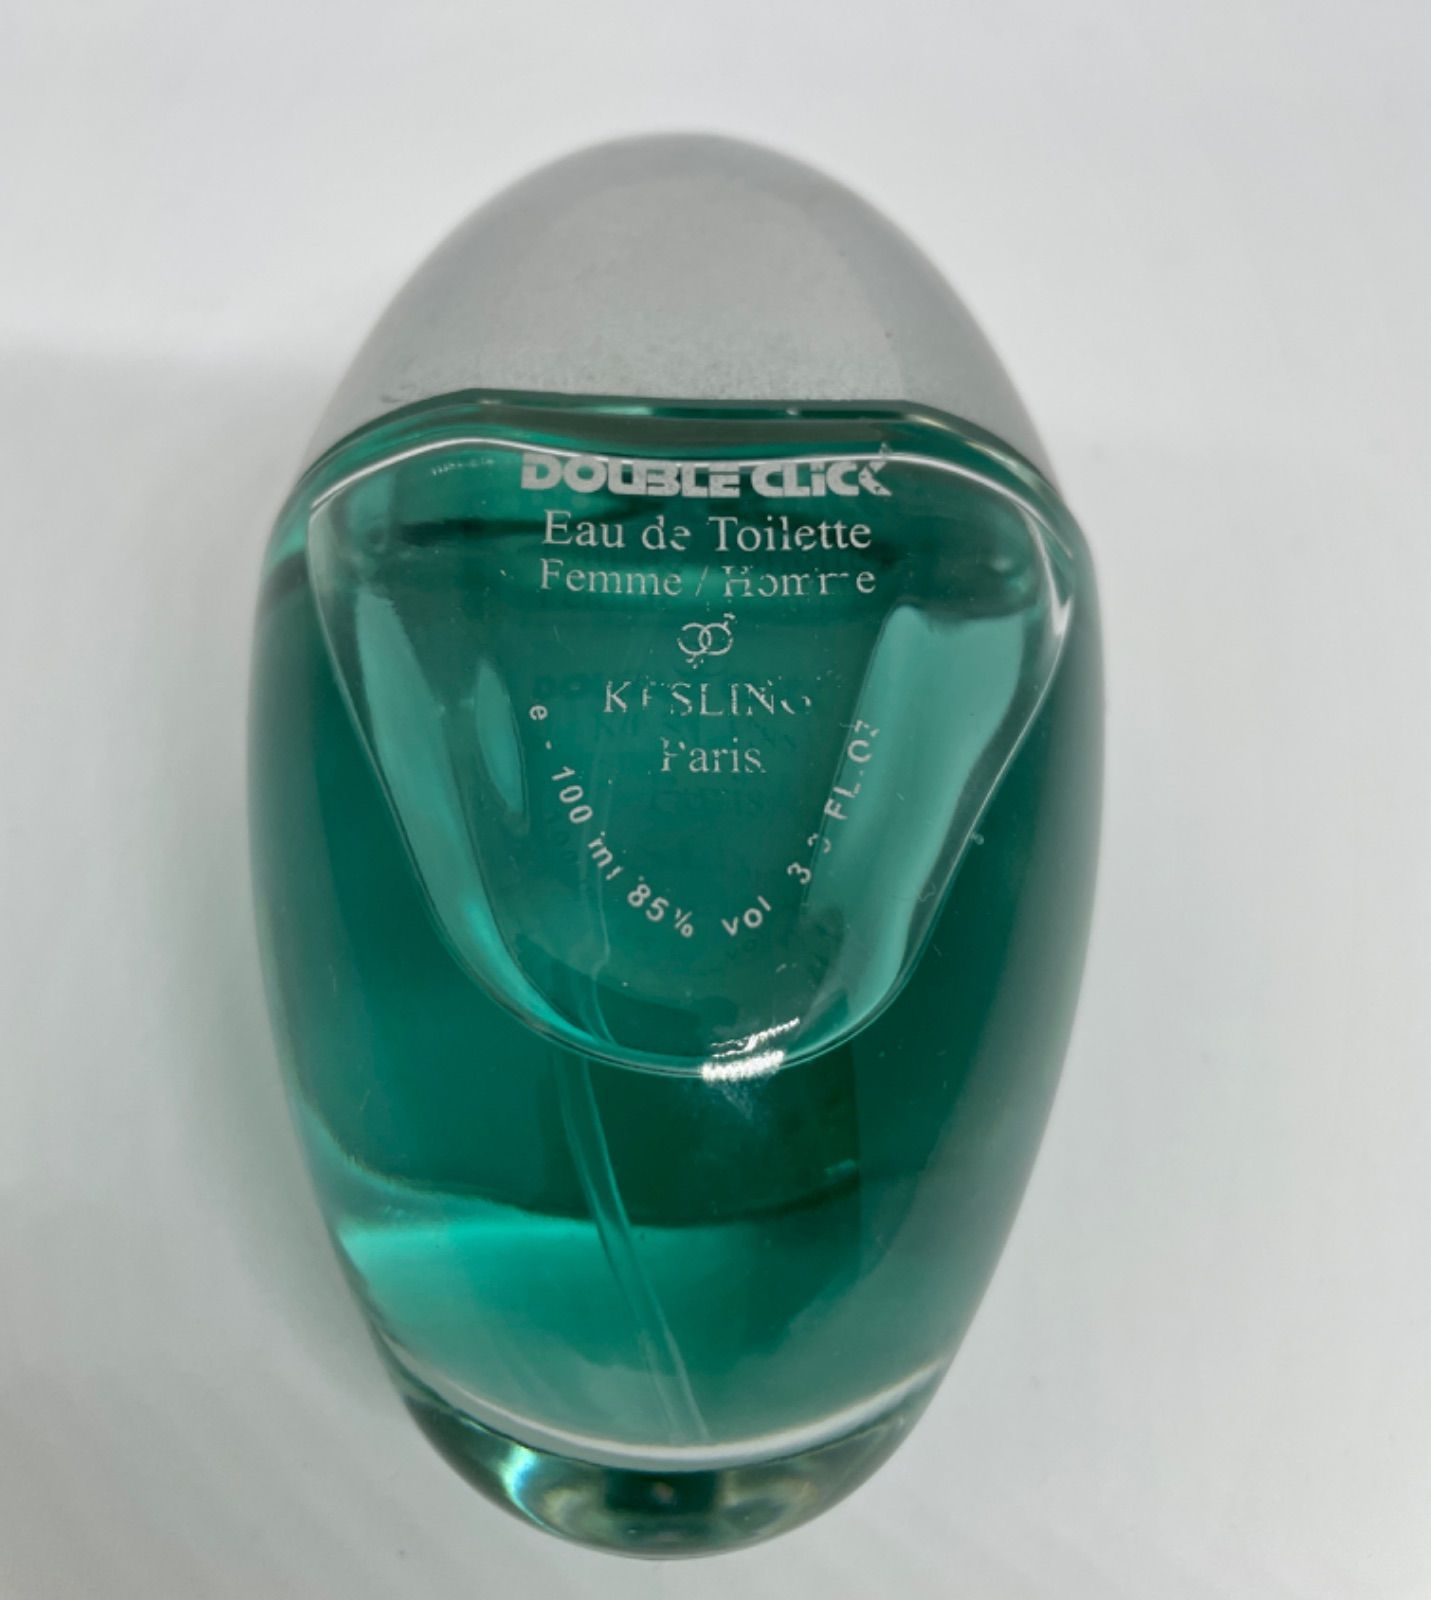 DOUBLE CLiCK
Eau de Toilette
Femme / Homme
KESLING
Paris
e - 100 ml 85% vol 3.3 FL.OZ